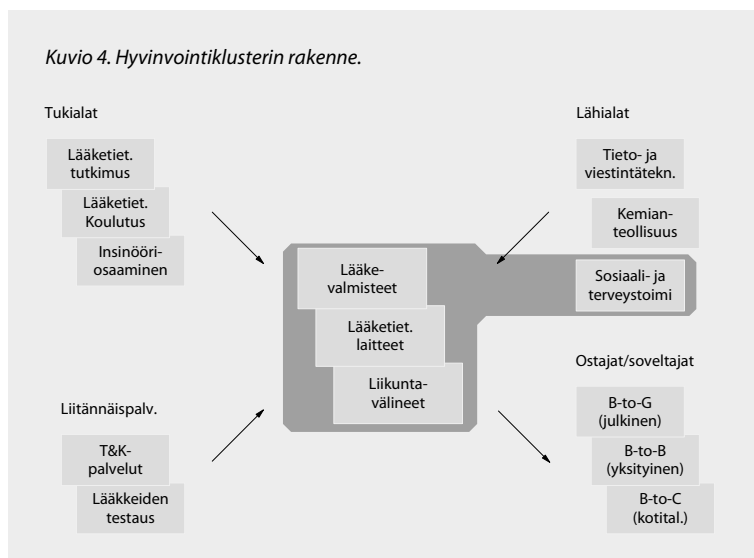 Kuvio 4. Hyvinvointiklusterin rakenne.
Tukialat
Lääketiet.
tutkimus
Lääketiet.
Koulutus
Insinööri-
osaaminen
Lähialat
Tieto- ja
viestintätekn.
Kemian-
teollisuus
Sosiaali- ja
terveystoimi
Lääke-
valmisteet
Lääketiet.
laitteet
Liikunta-
välineet
Liitännäispalv.
T&K-
palvelut
Lääkkeiden
testaus
Ostajat/soveltajat
B-to-G
(julkinen)
B-to-B
(yksityinen)
B-to-C
(kotital.)